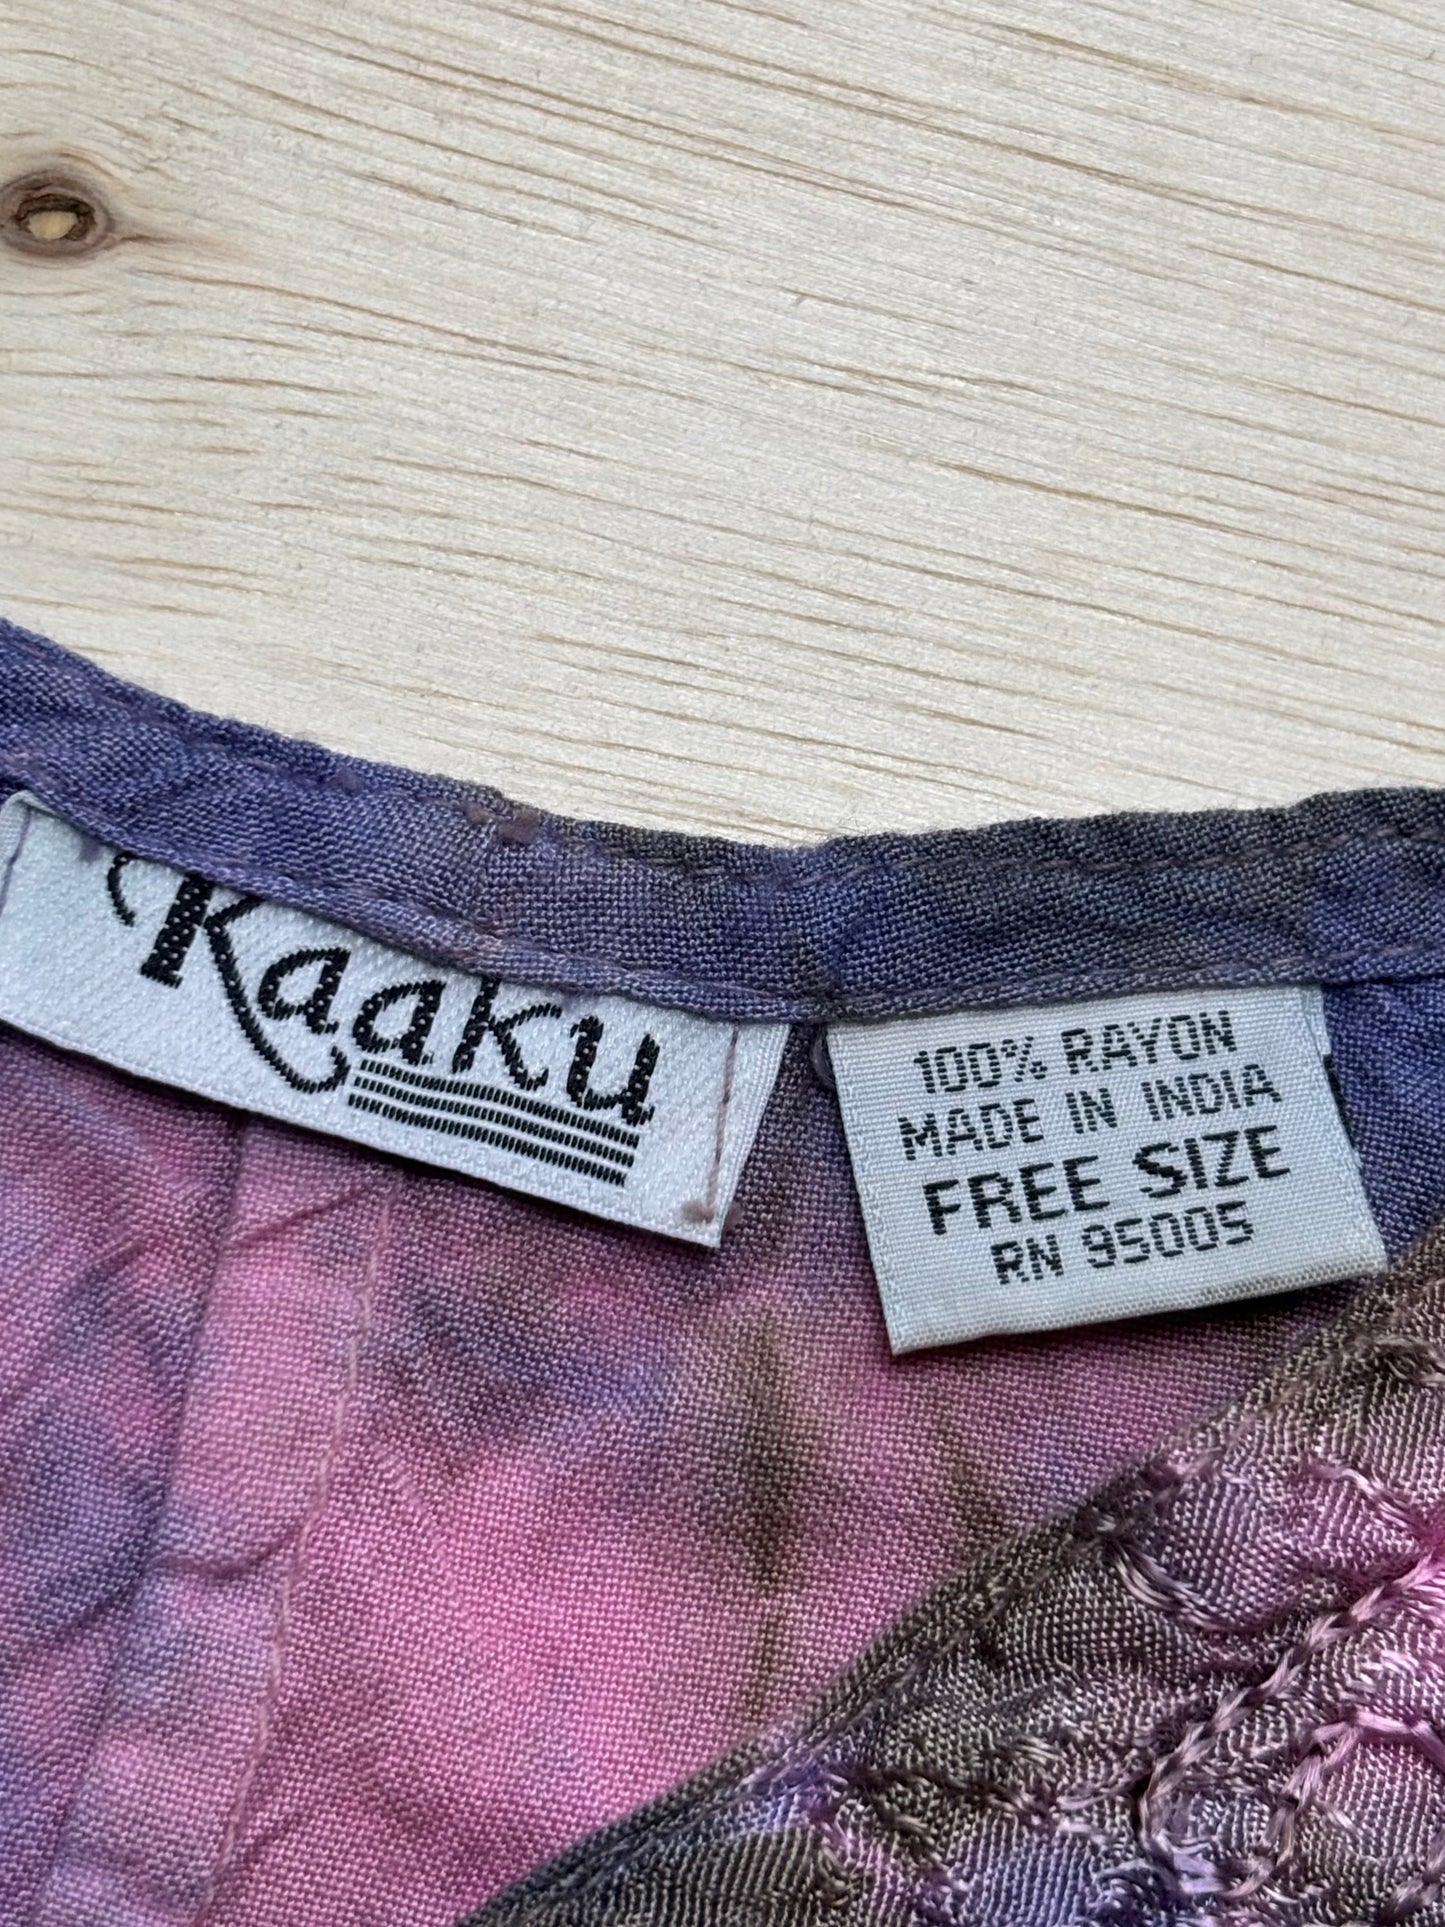 Kaaku
100% RAYON
MADE IN INDIA
FREE SIZE
RN 95005